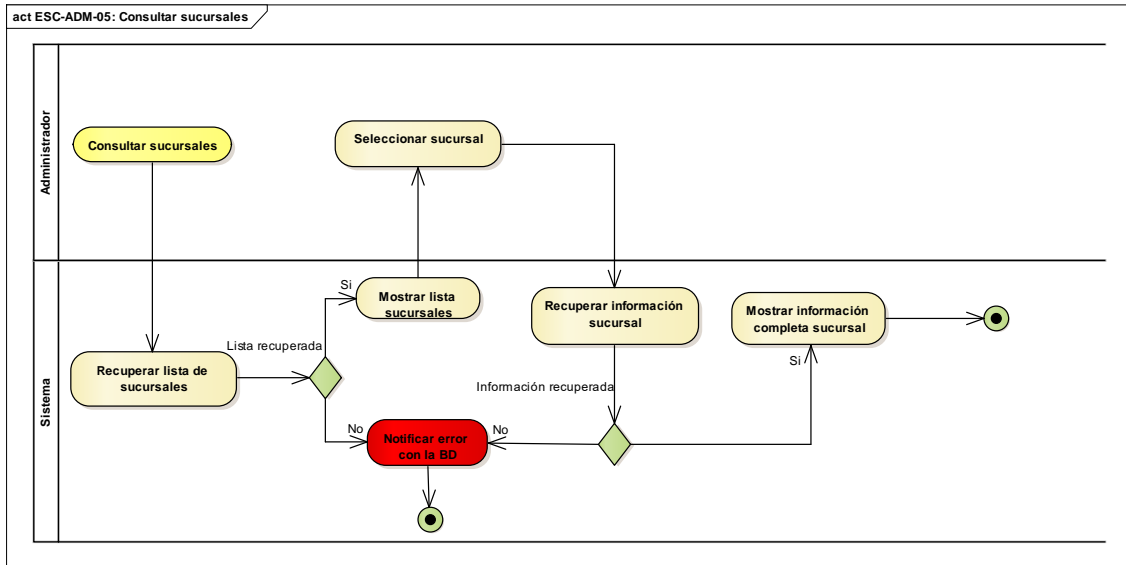 act ESC-ADM-05: Consultar sucursales
Administrador
Consultar sucursales
Seleccionar sucursal
Sistema
Recuperar lista de
sucursales
Lista recuperada
Si
Mostrar lista
sucursales
No
Notificar error
con la BD
Recuperar información
sucursal
Información recuperada
No
Si
Mostrar información
completa sucursal